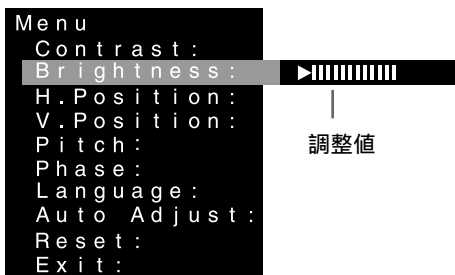 Menu
Contrast:
Brightness:
H.Position:
V.Position:
Pitch:
Phase:
Language:
Auto Adjust:
Reset:
Exit:
調整値